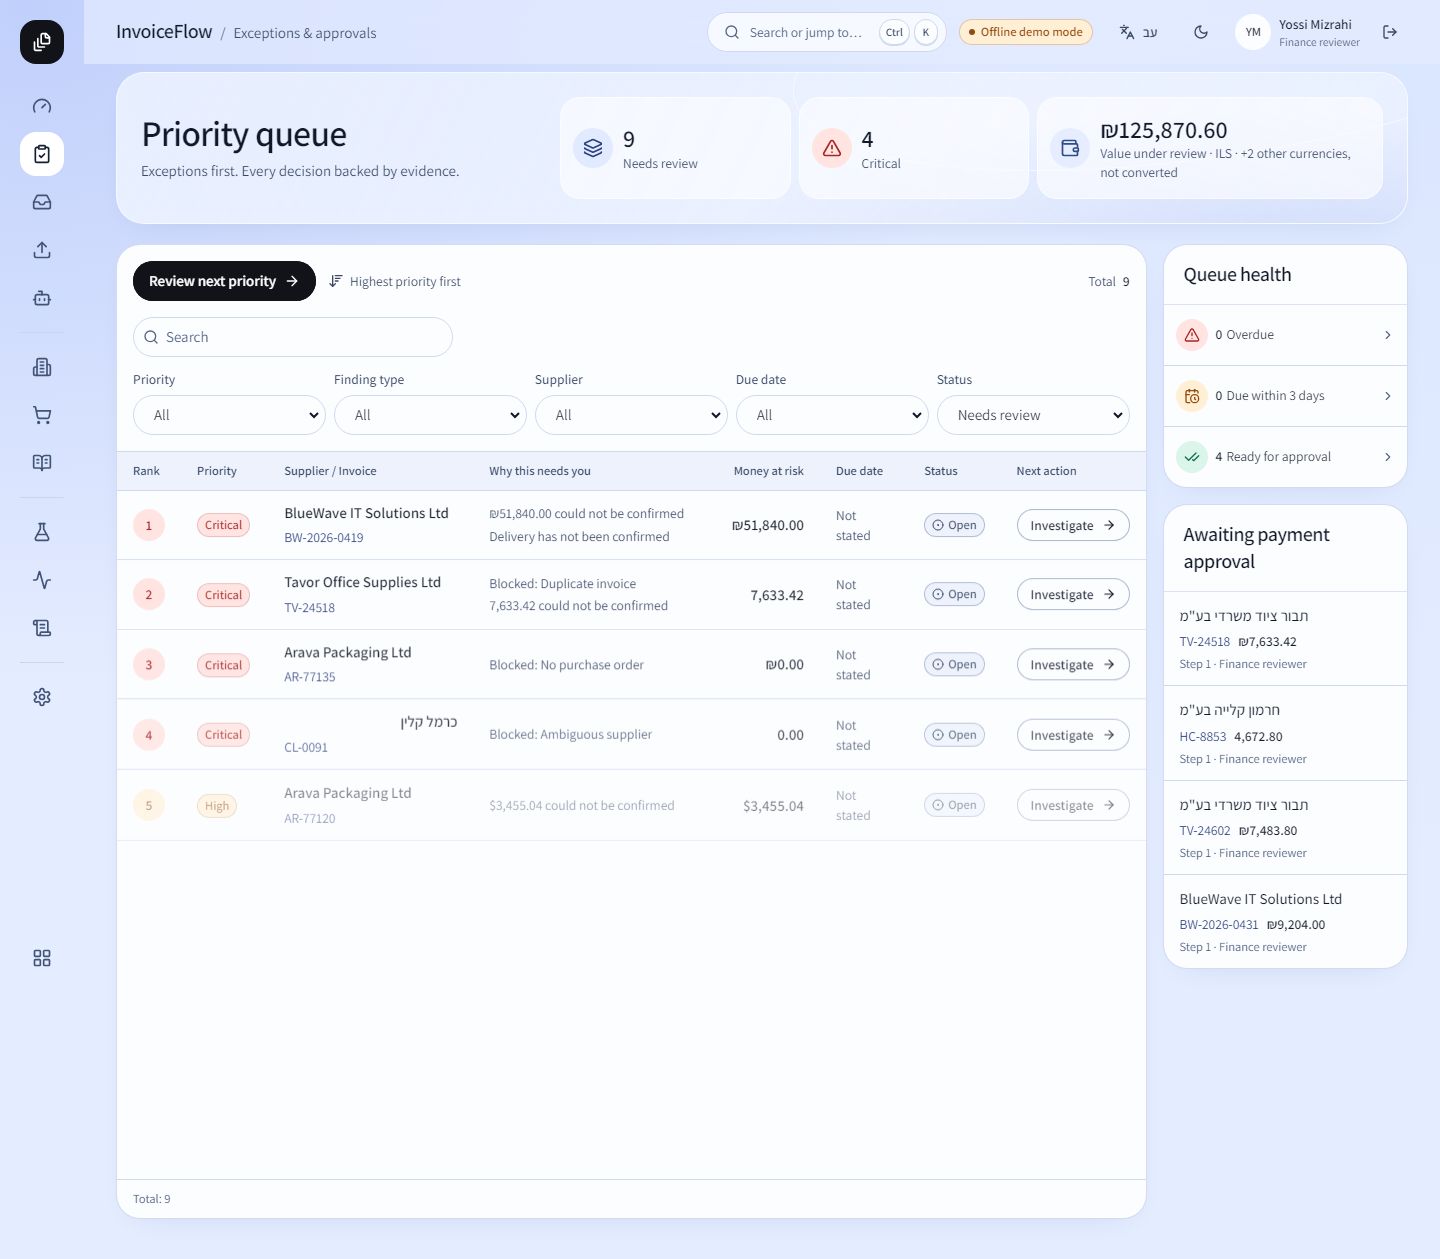 InvoiceFlow / Exceptions & approvals
Search or jump to… Ctrl K
Offline demo mode
עב
YM
Yossi Mizrahi
Finance reviewer
Priority queue
Exceptions first. Every decision backed by evidence.
9
Needs review
4
Critical
₪125,870.60
Value under review · ILS · +2 other currencies,
not converted
Review next priority
Highest priority first
Total 9
Search
Priority Finding type Supplier Due date Status
All All All All Needs review
Rank Priority Supplier / Invoice Why this needs you Money at risk Due date Status Next action
1 Critical BlueWave IT Solutions Ltd ₪51,840.00 could not be confirmed ₪51,840.00 Not stated Open Investigate
BW-2026-0419 Delivery has not been confirmed
2 Critical Tavor Office Supplies Ltd Blocked: Duplicate invoice 7,633.42 Not stated Open Investigate
TV-24518 7,633.42 could not be confirmed
3 Critical Arava Packaging Ltd Blocked: No purchase order ₪0.00 Not stated Open Investigate
AR-77135
4 Critical כרמל קלין Blocked: Ambiguous supplier 0.00 Not stated Open Investigate
CL-0091
5 High Arava Packaging Ltd $3,455.04 could not be confirmed $3,455.04 Not stated Open Investigate
AR-77120
Total: 9
Queue health
0 Overdue
0 Due within 3 days
4 Ready for approval
Awaiting payment
approval
תבור ציוד משרדי בע"מ
TV-24518 ₪7,633.42
Step 1 · Finance reviewer
חרמון קלייה בע"מ
HC-8853 4,672.80
Step 1 · Finance reviewer
תבור ציוד משרדי בע"מ
TV-24602 ₪7,483.80
Step 1 · Finance reviewer
BlueWave IT Solutions Ltd
BW-2026-0431 ₪9,204.00
Step 1 · Finance reviewer